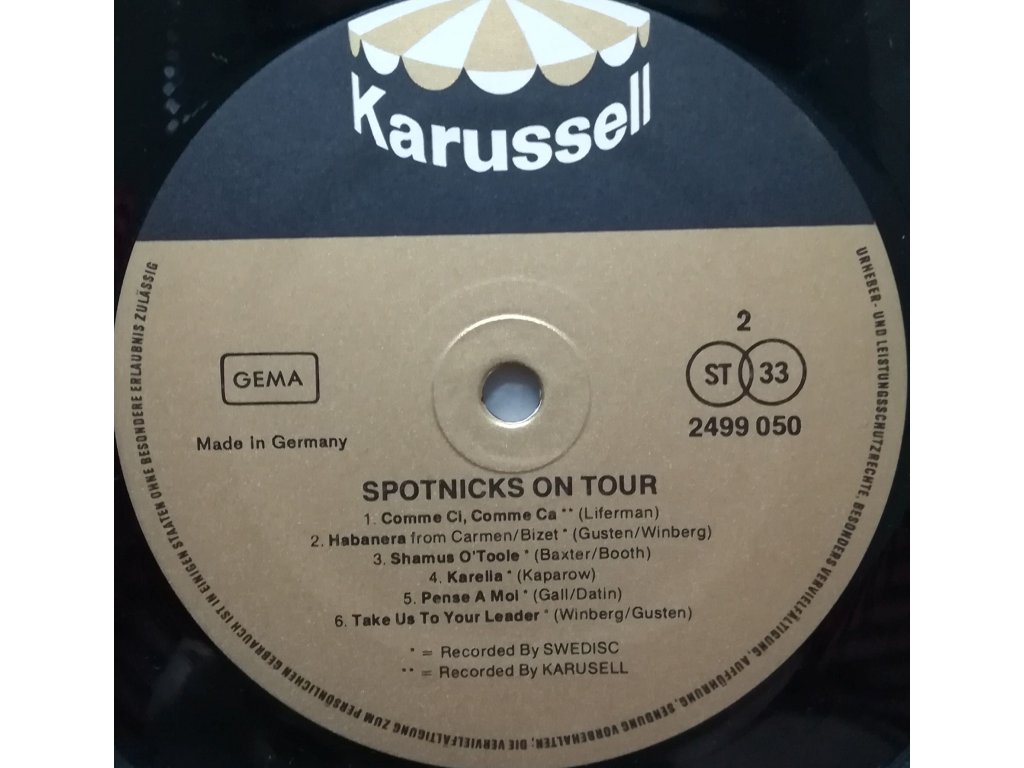 Karussell
2
ST 33
GEMA
2499 050
Made in Germany
SPOTNICKS ON TOUR
1. Comme Ci, Comme Ca ** (Liferman)
2. Habanera from Carmen/Bizet * (Gusten/Winberg)
3. Shamus O'Toole * (Baxter/Booth)
4. Karelia * (Kaparow)
5. Pense A Moi * (Gall/Datin)
6. Take Us To Your Leader * (Winberg/Gusten)
* = Recorded By SWEDISC
** = Recorded By KARUSELL
URHEBER- UND LEISTUNGSSCHUTZRECHTE, BESONDERS VERVIELFÄLTIGUNG, AUFFÜHRUNG, SENDUNG VORBEHALTEN; DIE VERVIELFÄLTIGUNG ZUM PERSÖNLICHEN GEBRAUCH IST IN EINIGEN STAATEN OHNE BESONDERE ERLAUBNIS ZULÄSSIG